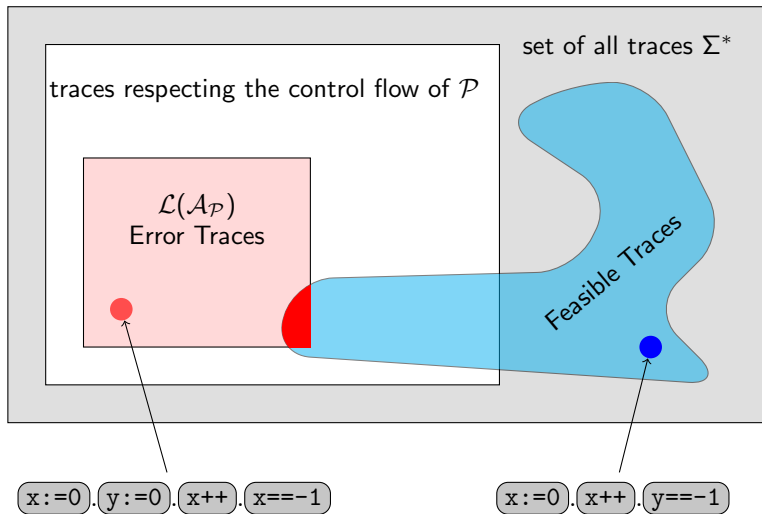 set of all traces Σ*
traces respecting the control flow of 𝒫
ℒ(𝒜_𝒫)
Error Traces
Feasible Traces
x:=0.y:=0.x++.x==-1
x:=0.x++.y==-1